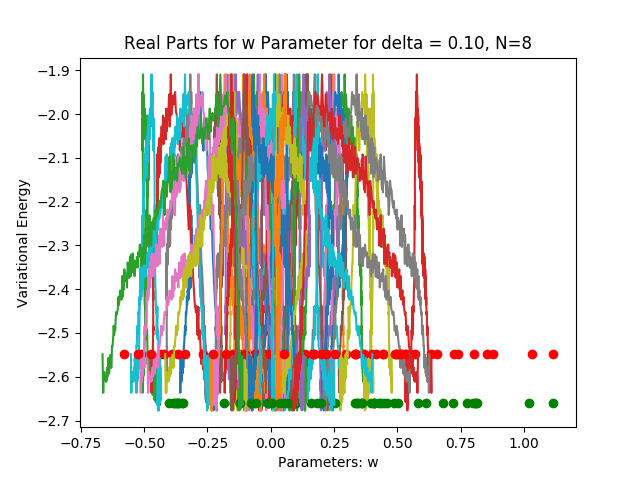 Real Parts for w Parameter for delta = 0.10, N=8
Variational Energy
−1.9
−2.0
−2.1
−2.2
−2.3
−2.4
−2.5
−2.6
−2.7
−0.75 −0.50 −0.25 0.00 0.25 0.50 0.75 1.00
Parameters: w